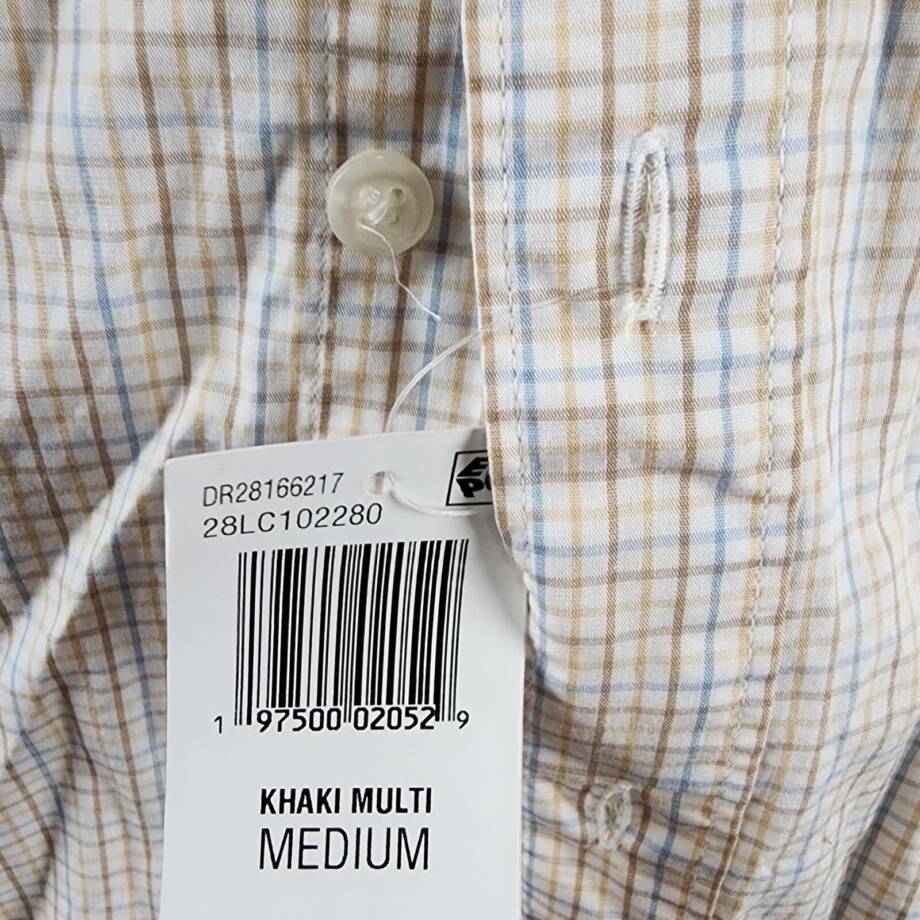 DR28166217
28LC102280
1 97500 02052 9
KHAKI MULTI
MEDIUM